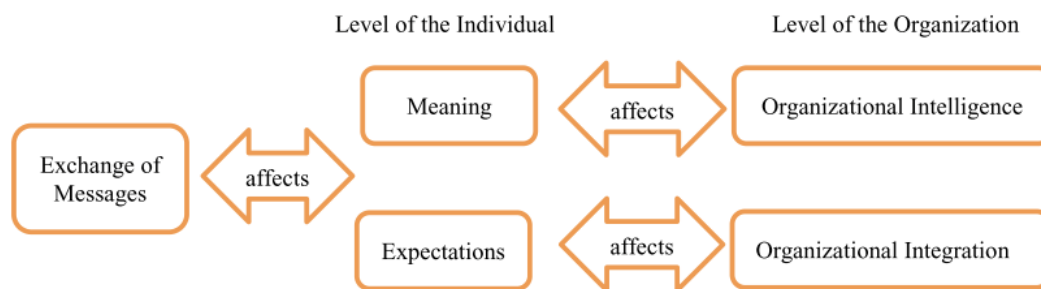 Level of the Individual
Level of the Organization
Meaning
affects
Organizational Intelligence
Exchange of
Messages
affects
Expectations
affects
Organizational Integration